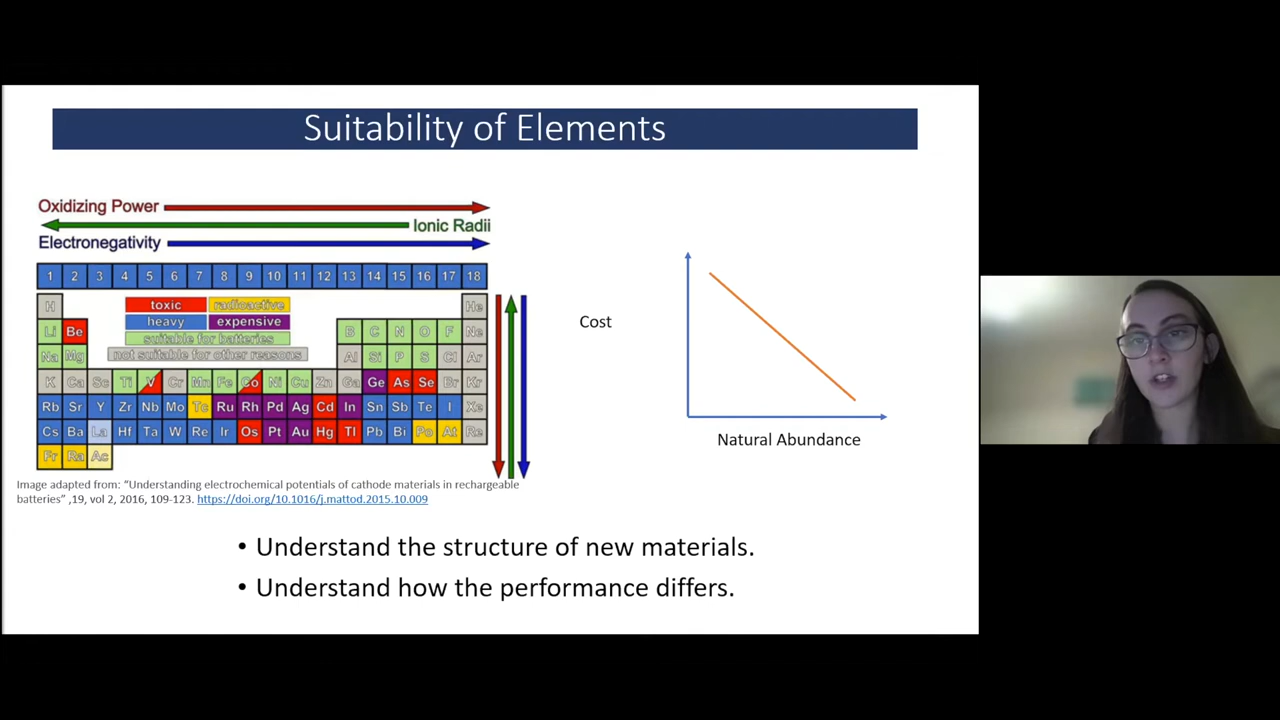 Suitability of Elements
Oxidizing Power
Ionic Radii
Electronegativity
1 2 3 4 5 6 7 8 9 10 11 12 13 14 15 16 17 18
H toxic radioactive He
Li Be heavy expensive B C N O F Ne
suitable for batteries
Na Mg not suitable for other reasons Al Si P S Cl Ar
K Ca Sc Ti V Cr Mn Fe Co Ni Cu Zn Ga Ge As Se Br Kr
Rb Sr Y Zr Nb Mo Tc Ru Rh Pd Ag Cd In Sn Sb Te I Xe
Cs Ba La Hf Ta W Re Ir Os Pt Au Hg Tl Pb Bi Po At Re
Fr Ra Ac
Image adapted from: "Understanding electrochemical potentials of cathode materials in rechargeable
batteries" ,19, vol 2, 2016, 109-123. https://doi.org/10.1016/j.mattod.2015.10.009
Cost
Natural Abundance
• Understand the structure of new materials.
• Understand how the performance differs.